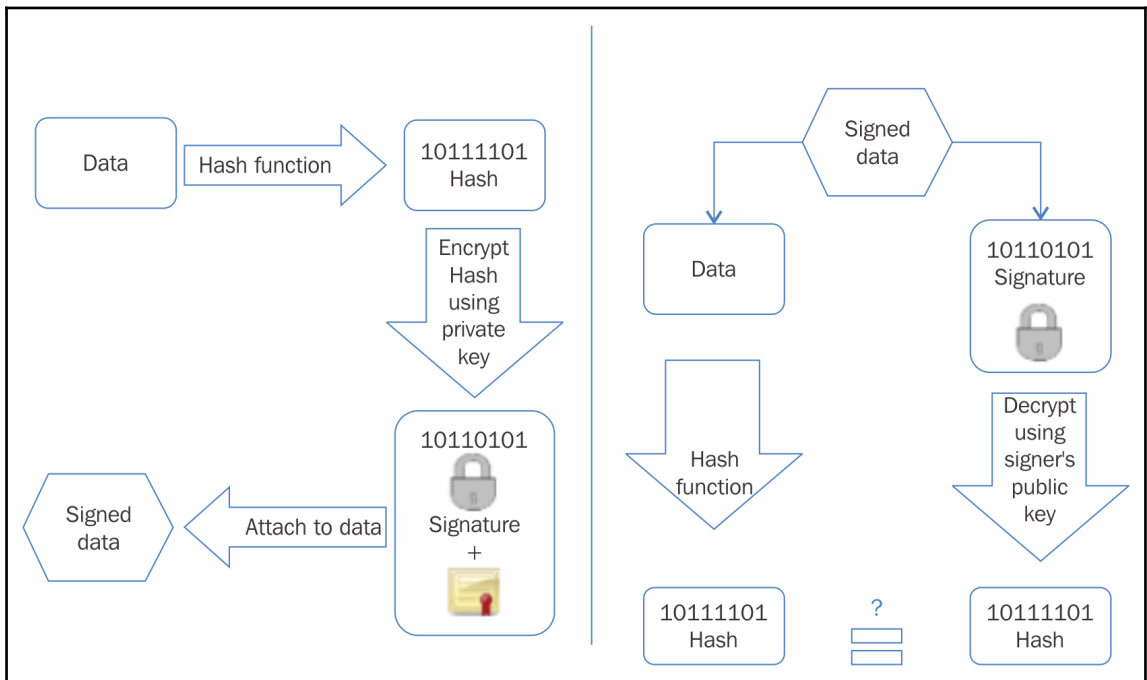 Data
Hash function
10111101
Hash
Encrypt
Hash
using
private
key
10110101
Signature
+
Attach to data
Signed
data
Signed
data
Data
10110101
Signature
Hash
function
Decrypt
using
signer's
public
key
10111101
Hash
?
10111101
Hash